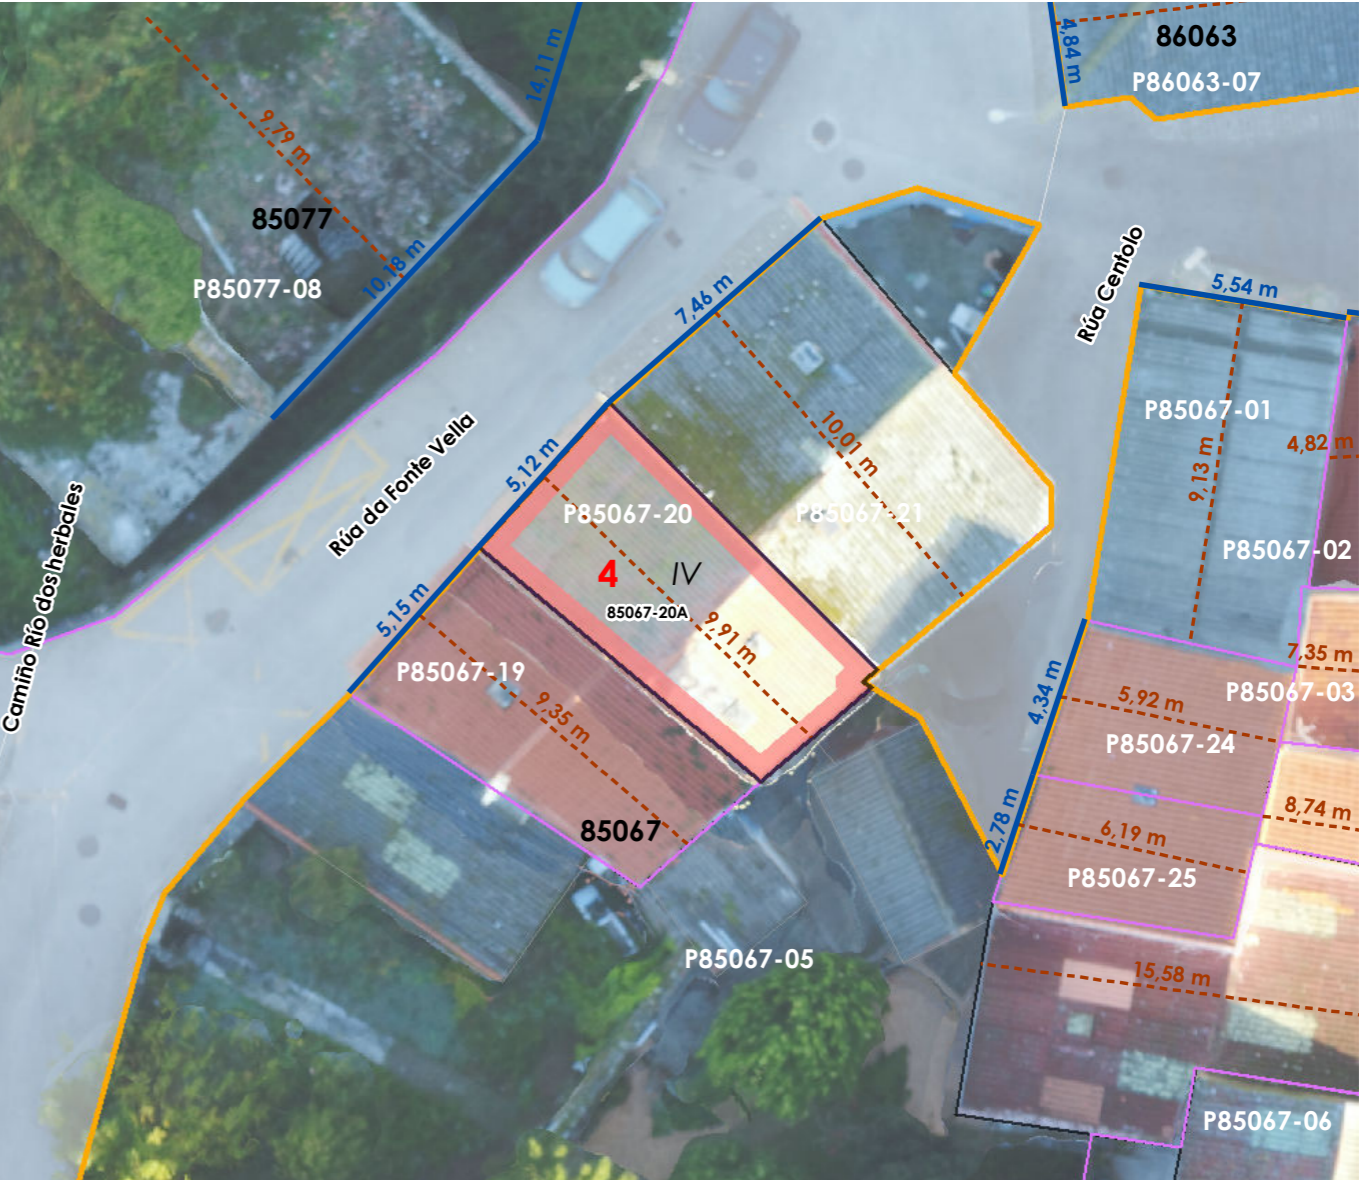 14,11 m
4,84 m
86063
P86063-07
9,79 m
85077
10,18 m
P85077-08
Rúa Centolo
7,46 m
5,54 m
Rúa da Fonte Vella
5,12 m
10,01 m
P85067-01
4,82 m
9,13 m
P85067-20
P85067-21
P85067-02
Camiño Río dosherbales
4
IV
85067-20A
5,15 m
9,91 m
7,35 m
P85067-19
9,35 m
4,34 m
5,92 m
P85067-03
P85067-24
85067
2,78 m
6,19 m
8,74 m
P85067-25
P85067-05
15,58 m
P85067-06